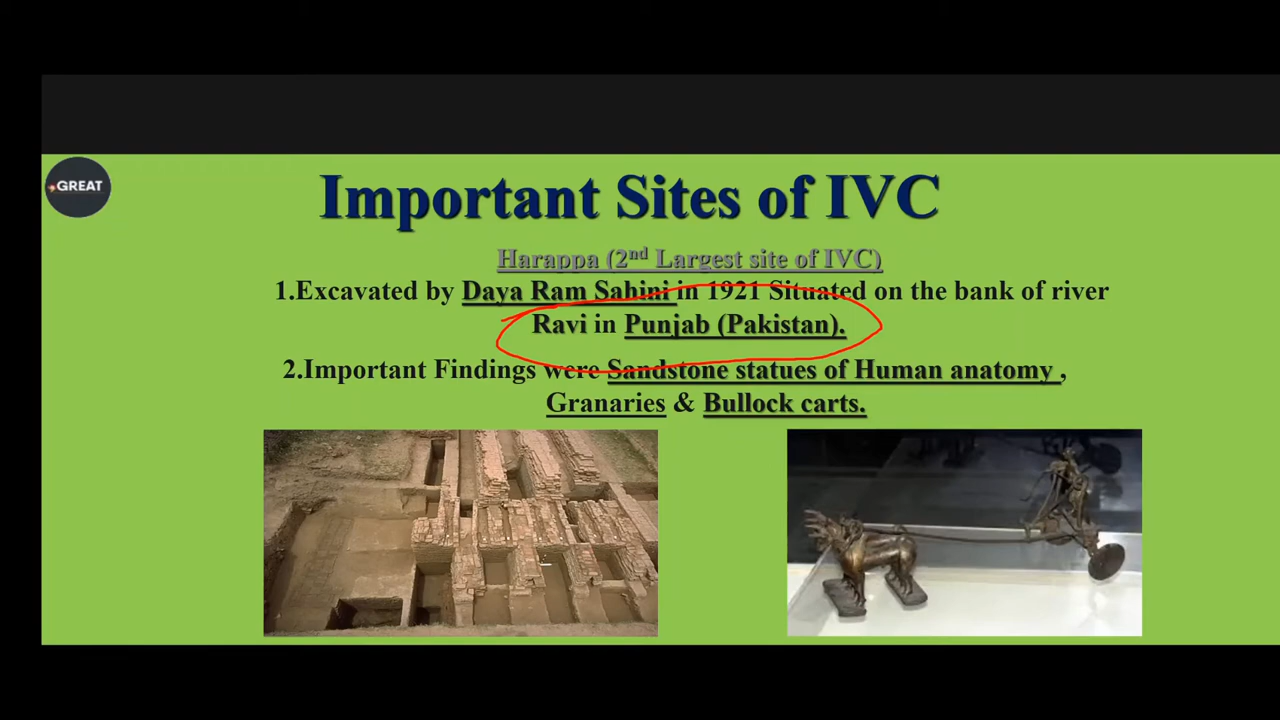 GREAT
Important Sites of IVC
Harappa (2nd Largest site of IVC)
1.Excavated by Daya Ram Sahini in 1921 Situated on the bank of river
Ravi in Punjab (Pakistan).
2.Important Findings were Sandstone statues of Human anatomy ,
Granaries & Bullock carts.